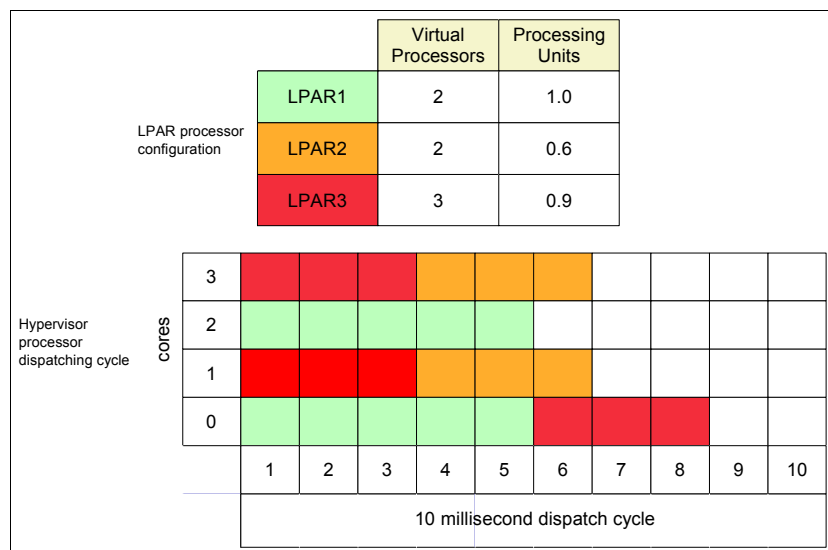 Virtual Processors
Processing Units
LPAR processor configuration
LPAR1 2 1.0
LPAR2 2 0.6
LPAR3 3 0.9
Hypervisor processor dispatching cycle
cores
3
2
1
0
1 2 3 4 5 6 7 8 9 10
10 millisecond dispatch cycle